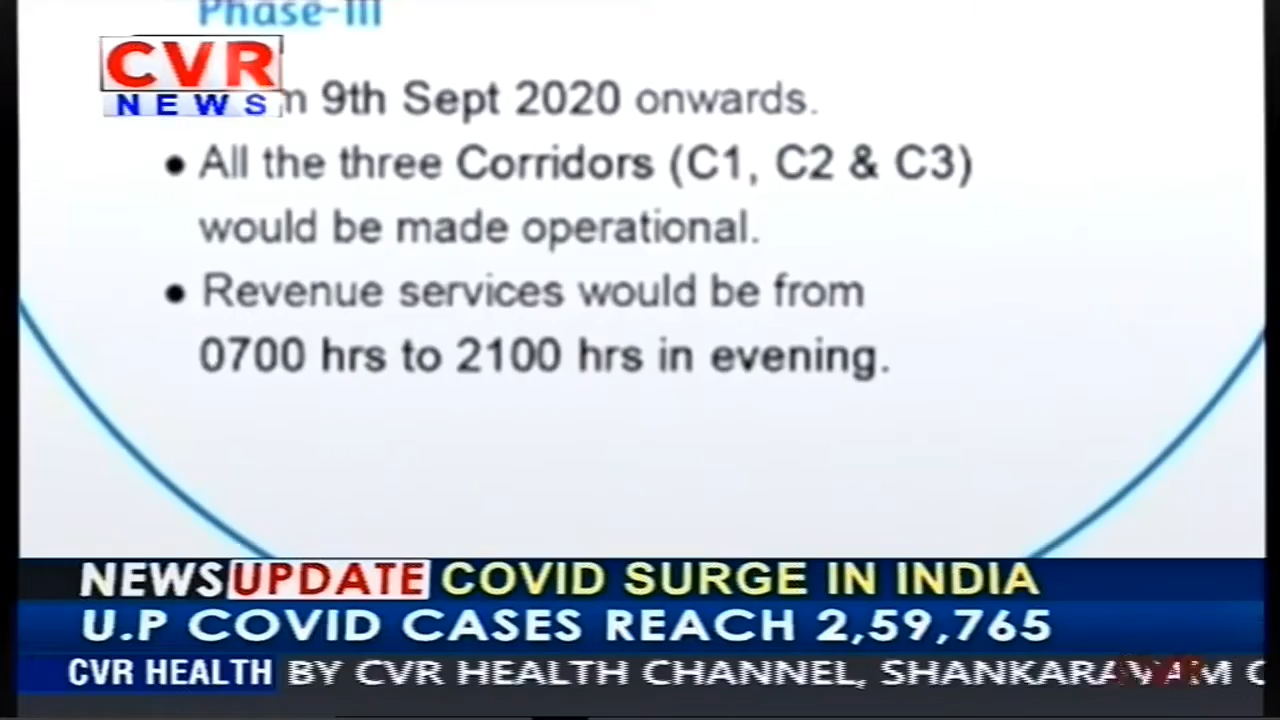 Phase-III
CVR
NEWS
m 9th Sept 2020 onwards.
• All the three Corridors (C1, C2 & C3)
would be made operational.
• Revenue services would be from
0700 hrs to 2100 hrs in evening.
NEWS UPDATE COVID SURGE IN INDIA
U.P COVID CASES REACH 2,59,765
CVR HEALTH BY CVR HEALTH CHANNEL, SHANKARAVAM